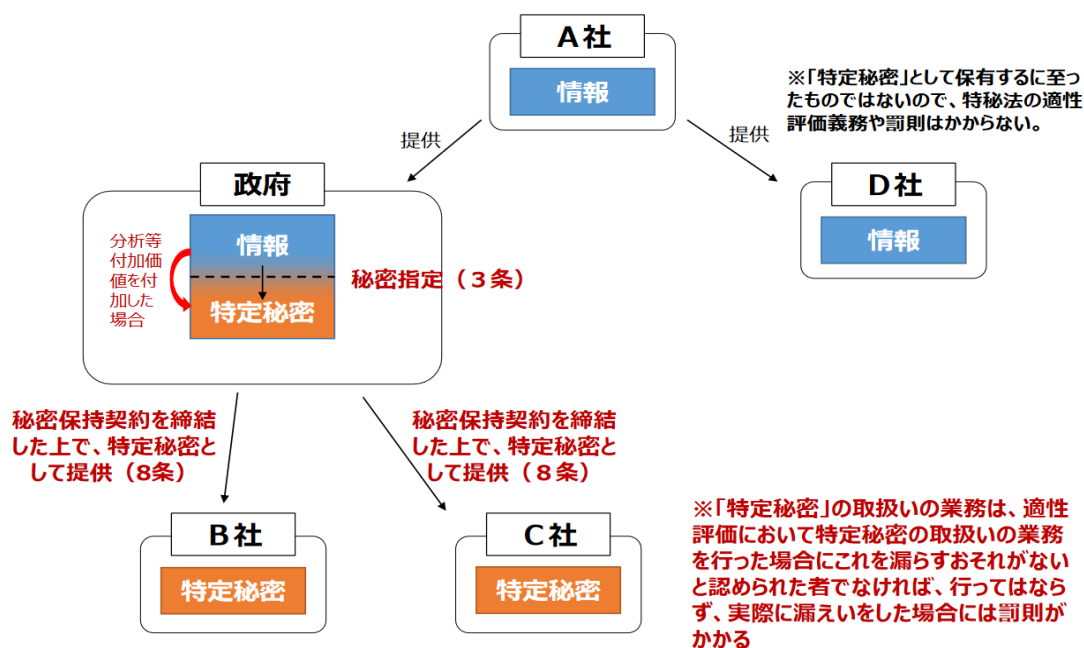 A社
情報
※「特定秘密」として保有するに至っ
たものではないので、特秘法の適性
評価義務や罰則はかからない。
提供
提供
政府
D社
情報
情報
分析等
付加価
値を付
加した
場合
秘密指定（３条）
特定秘密
秘密保持契約を締結
した上で、特定秘密と
して提供（8条）
秘密保持契約を締結
した上で、特定秘密と
して提供（８条）
B社
特定秘密
C社
特定秘密
※「特定秘密」の取扱いの業務は、適性
評価において特定秘密の取扱いの業務
を行った場合にこれを漏らすおそれがない
と認められた者でなければ、行ってはなら
ず、実際に漏えいをした場合には罰則が
かかる